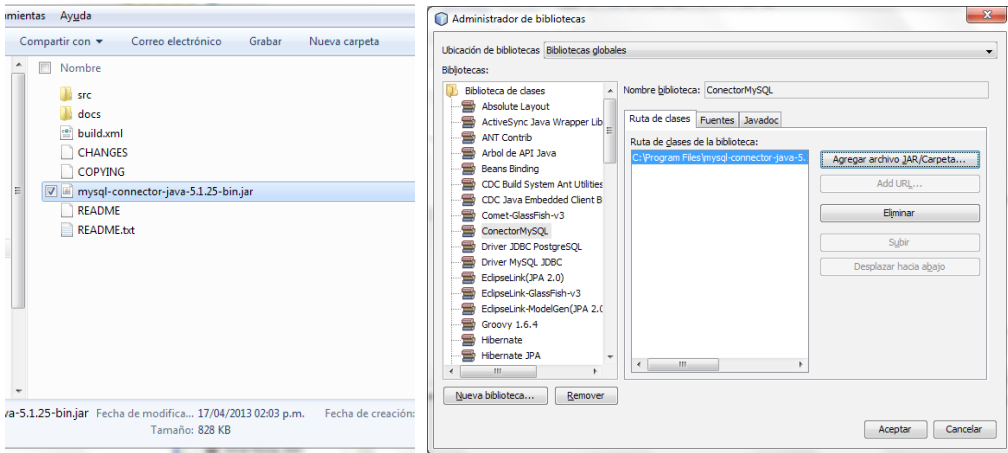 mientas Ayuda
Compartir con Correo electrónico Grabar Nueva carpeta
Nombre
src
docs
build.xml
CHANGES
COPYING
mysql-connector-java-5.1.25-bin.jar
README
README.txt
va-5.1.25-bin.jar Fecha de modifica... 17/04/2013 02:03 p.m. Fecha de creación:
Tamaño: 828 KB
Administrador de bibliotecas
Ubicación de bibliotecas Bibliotecas globales
Bibliotecas:
Biblioteca de clases
Absolute Layout
ActiveSync Java Wrapper Lib
ANT Contrib
Arbol de API Java
Beans Binding
CDC Build System Ant Utilities
CDC Java Embedded Client B
Comet-GlassFish-v3
ConectorMySQL
Driver JDBC PostgreSQL
Driver MySQL JDBC
EclipseLink(JPA 2.0)
EclipseLink-GlassFish-v3
EclipseLink-ModelGen(JPA 2.0
Groovy 1.6.4
Hibernate
Hibernate JPA
Nueva biblioteca... Remover
Nombre biblioteca: ConectorMySQL
Ruta de clases Fuentes Javadoc
Ruta de clases de la biblioteca:
C:\Program Files\mysql-connector-java-5.
Agregar archivo JAR/Carpeta...
Add URL...
Eliminar
Subir
Desplazar hacia abajo
Aceptar Cancelar